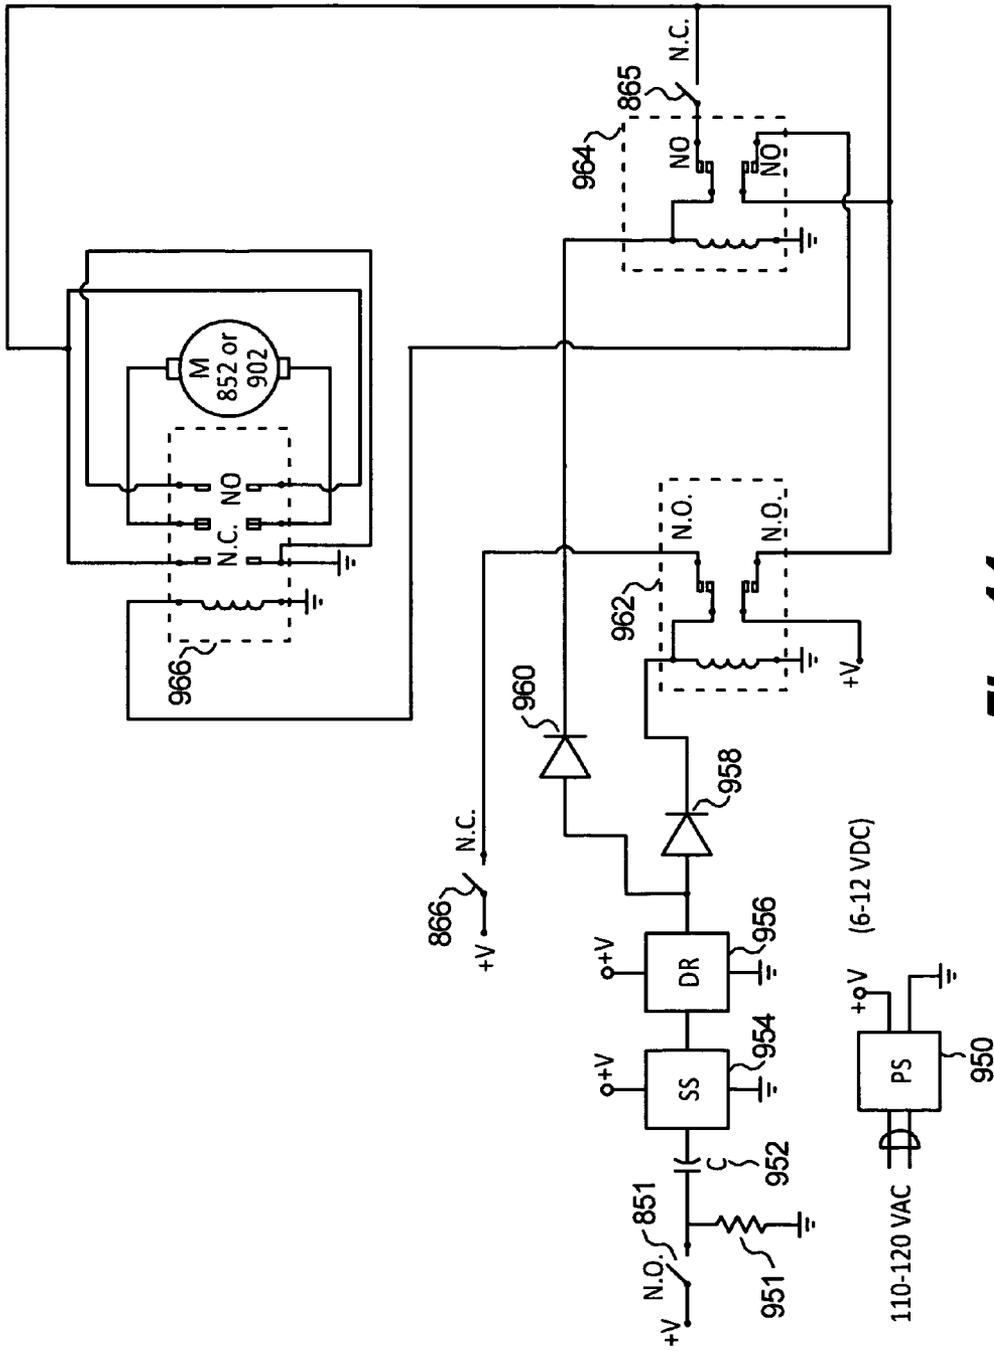 966
N.C.
NO
M
852 or
902
866
+V
N.C.
960
964
865
NO
N.C.
NO
962
N.O.
N.O.
+V
+V
+V
N.O.
851
C
952
SS
954
DR
956
958
+V
951
110-120 VAC
PS
950
+V
(6-12 VDC)